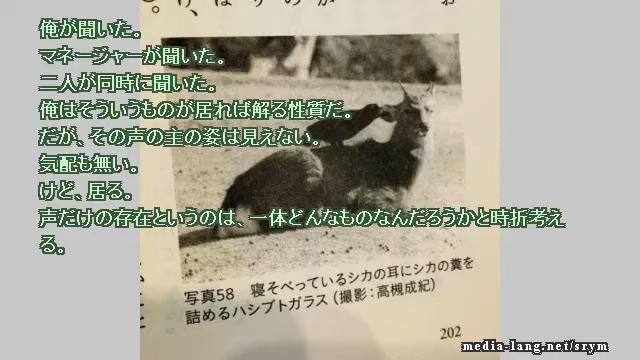 俺が聞いた。
マネージャーが聞いた。
二人が同時に聞いた。
俺はそういうものが居れば解る性質だ。
だが、その声の主の姿は見えない。
気配も無い。
けど、居る。
声だけの存在というのは、一体どんなものなんだろうかと時折考え
る。
写真58　寝そべっているシカの耳にシカの糞を
詰めるハシブトガラス（撮影：高槻成紀）
202
media-lang.net/srym